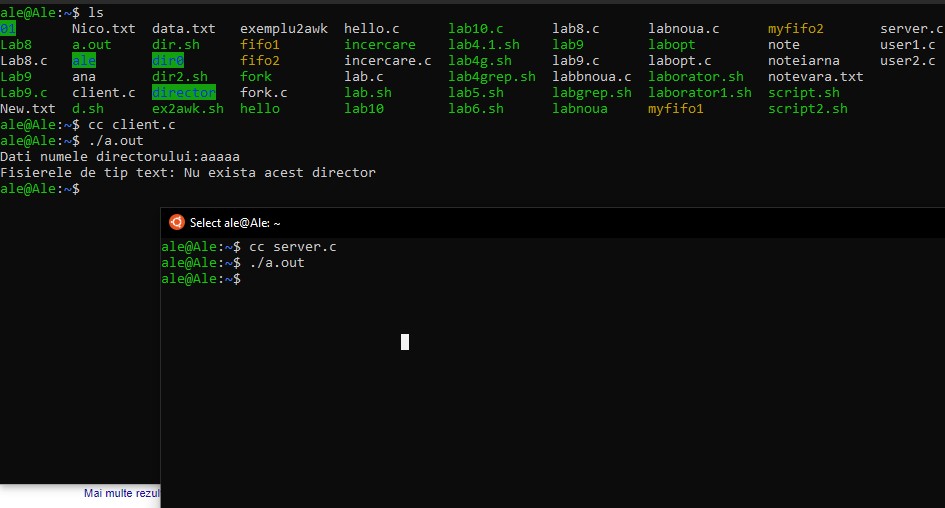 ale@Ale:~$ ls
01 Nico.txt data.txt exemplu2awk hello.c lab10.c lab8.c labnoua.c myfifo2 server.c
Lab8 a.out dir.sh fifo1 incercare lab4.1.sh lab9 labopt note user1.c
Lab8.c ale dir0 fifo2 incercare.c lab4g.sh lab9.c labopt.c noteiarna user2.c
Lab9 ana dir2.sh fork lab.c lab4grep.sh labbnoua.c laborator.sh notevara.txt
Lab9.c client.c director fork.c lab.sh lab5.sh labgrep.sh laborator1.sh script.sh
New.txt d.sh ex2awk.sh hello lab10 lab6.sh labnoua myfifo1 script2.sh
ale@Ale:~$ cc client.c
ale@Ale:~$ ./a.out
Dati numele directorului:aaaaa
Fisierele de tip text: Nu exista acest director
ale@Ale:~$
Select ale@Ale: ~
ale@Ale:~$ cc server.c
ale@Ale:~$ ./a.out
ale@Ale:~$
Mai multe rezul